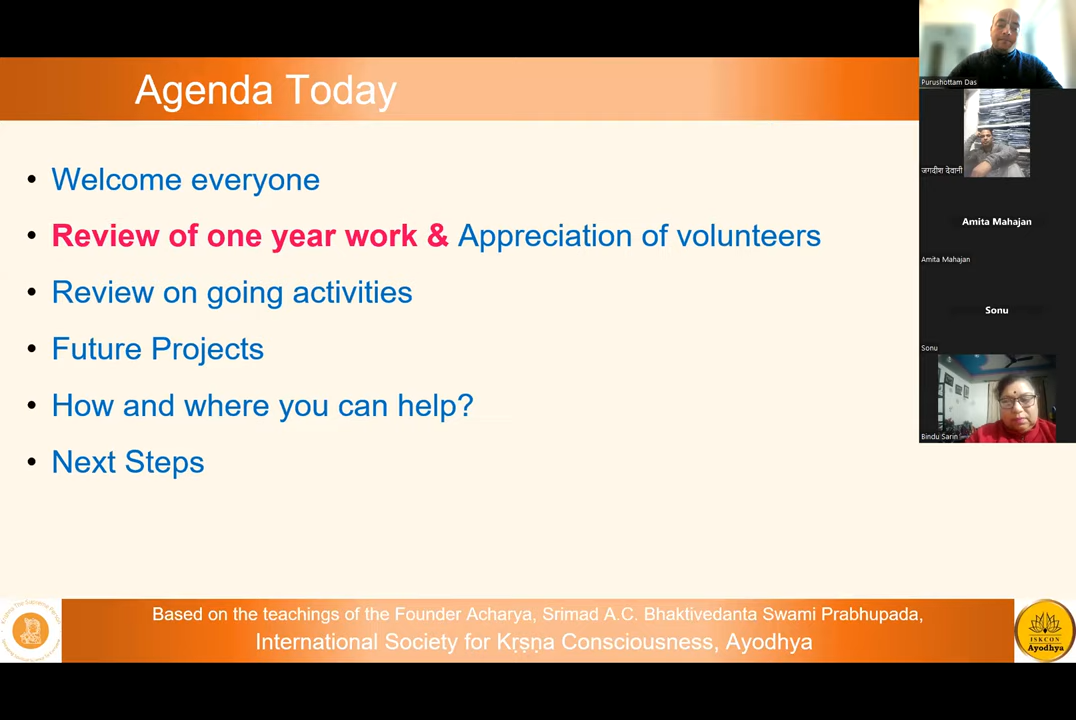 Agenda Today
• Welcome everyone
• Review of one year work & Appreciation of volunteers
• Review on going activities
• Future Projects
• How and where you can help?
• Next Steps
Based on the teachings of the Founder Acharya, Srimad A.C. Bhaktivedanta Swami Prabhupada,
International Society for Kṛṣṇa Consciousness, Ayodhya
ISKCON
Ayodhya
Purushottam Das
जगदीश देवानी
Amita Mahajan
Amita Mahajan
Sonu
Sonu
Bindu Sarin